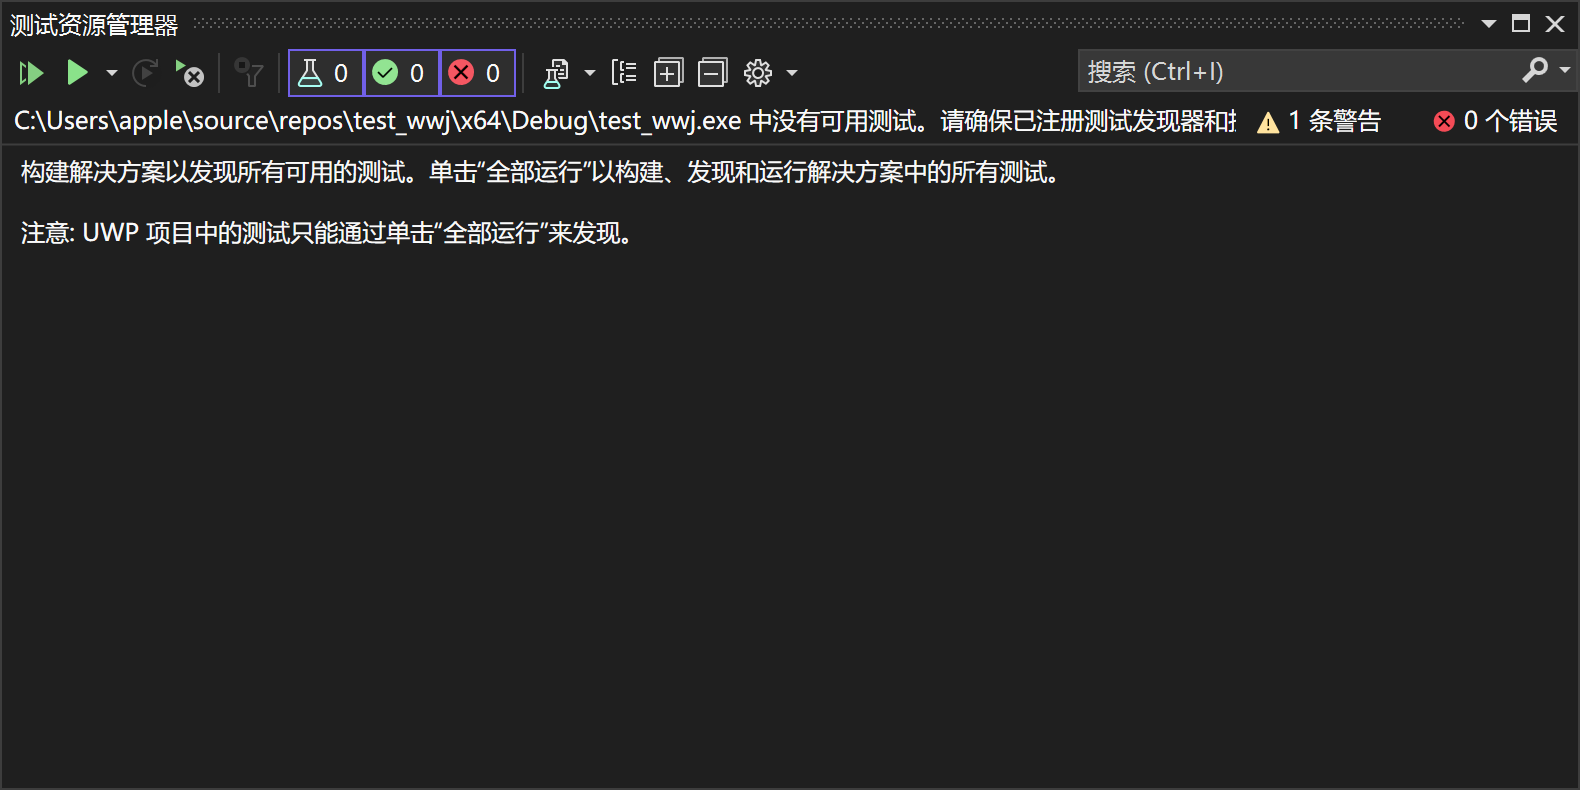 测试资源管理器
0 0 0 搜索 (Ctrl+I)
C:\Users\apple\source\repos\test_wwj\x64\Debug\test_wwj.exe 中没有可用测试。请确保已注册测试发现器和 1 条警告 0 个错误
构建解决方案以发现所有可用的测试。单击“全部运行”以构建、发现和运行解决方案中的所有测试。
注意: UWP 项目中的测试只能通过单击“全部运行”来发现。